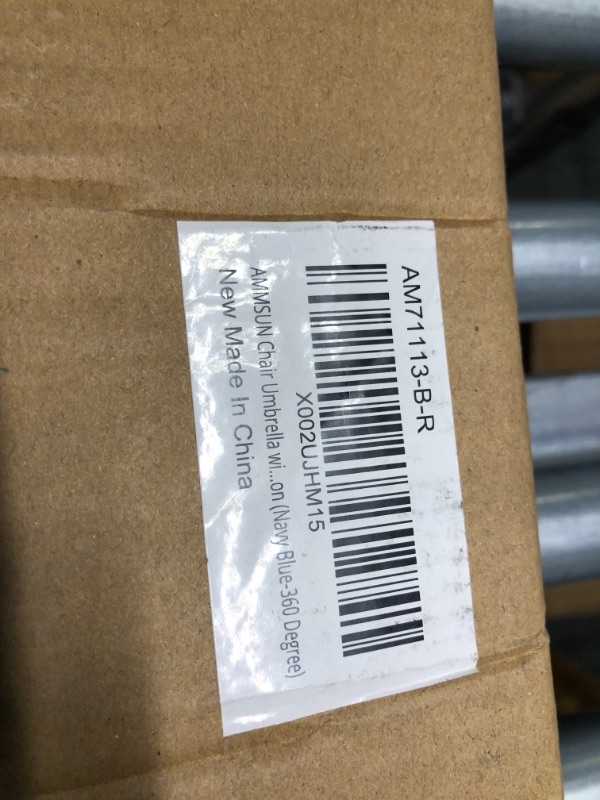 AM71113-B-R
X002UJHM15
AMMSUN Chair Umbrella wi...on (Navy Blue-360 Degree)
New Made In China